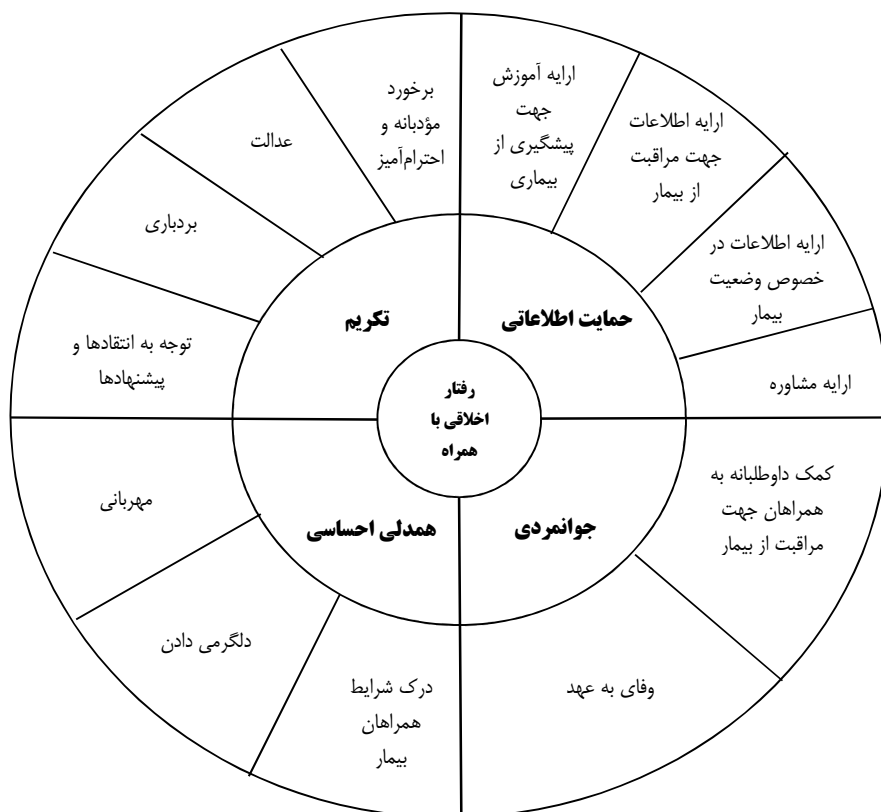 رفتار
اخلاقی با
همراه
حمایت اطلاعاتی
ارایه آموزش
جهت
پیشگیری از
بیماری
ارایه اطلاعات
جهت مراقبت
از بیمار
ارایه اطلاعات در
خصوص وضعیت
بیمار
ارایه مشاوره
جوانمردی
کمک داوطلبانه به
همراهان جهت
مراقبت از بیمار
وفای به عهد
همدلی احساسی
درک شرایط
همراهان
بیمار
دلگرمی دادن
مهربانی
تکریم
توجه به انتقادها و
پیشنهادها
بردباری
عدالت
برخورد
مؤدبانه و
احترام‌آمیز